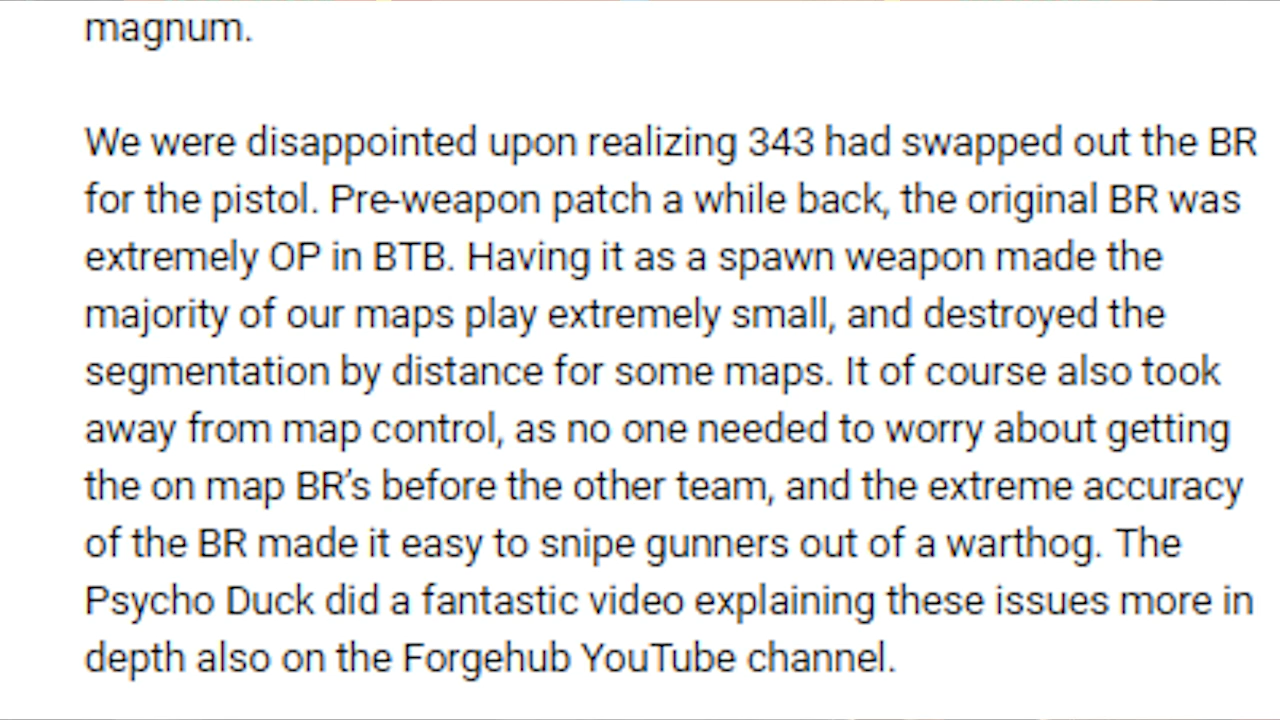 magnum.
We were disappointed upon realizing 343 had swapped out the BR
for the pistol. Pre-weapon patch a while back, the original BR was
extremely OP in BTB. Having it as a spawn weapon made the
majority of our maps play extremely small, and destroyed the
segmentation by distance for some maps. It of course also took
away from map control, as no one needed to worry about getting
the on map BR’s before the other team, and the extreme accuracy
of the BR made it easy to snipe gunners out of a warthog. The
Psycho Duck did a fantastic video explaining these issues more in
depth also on the Forgehub YouTube channel.